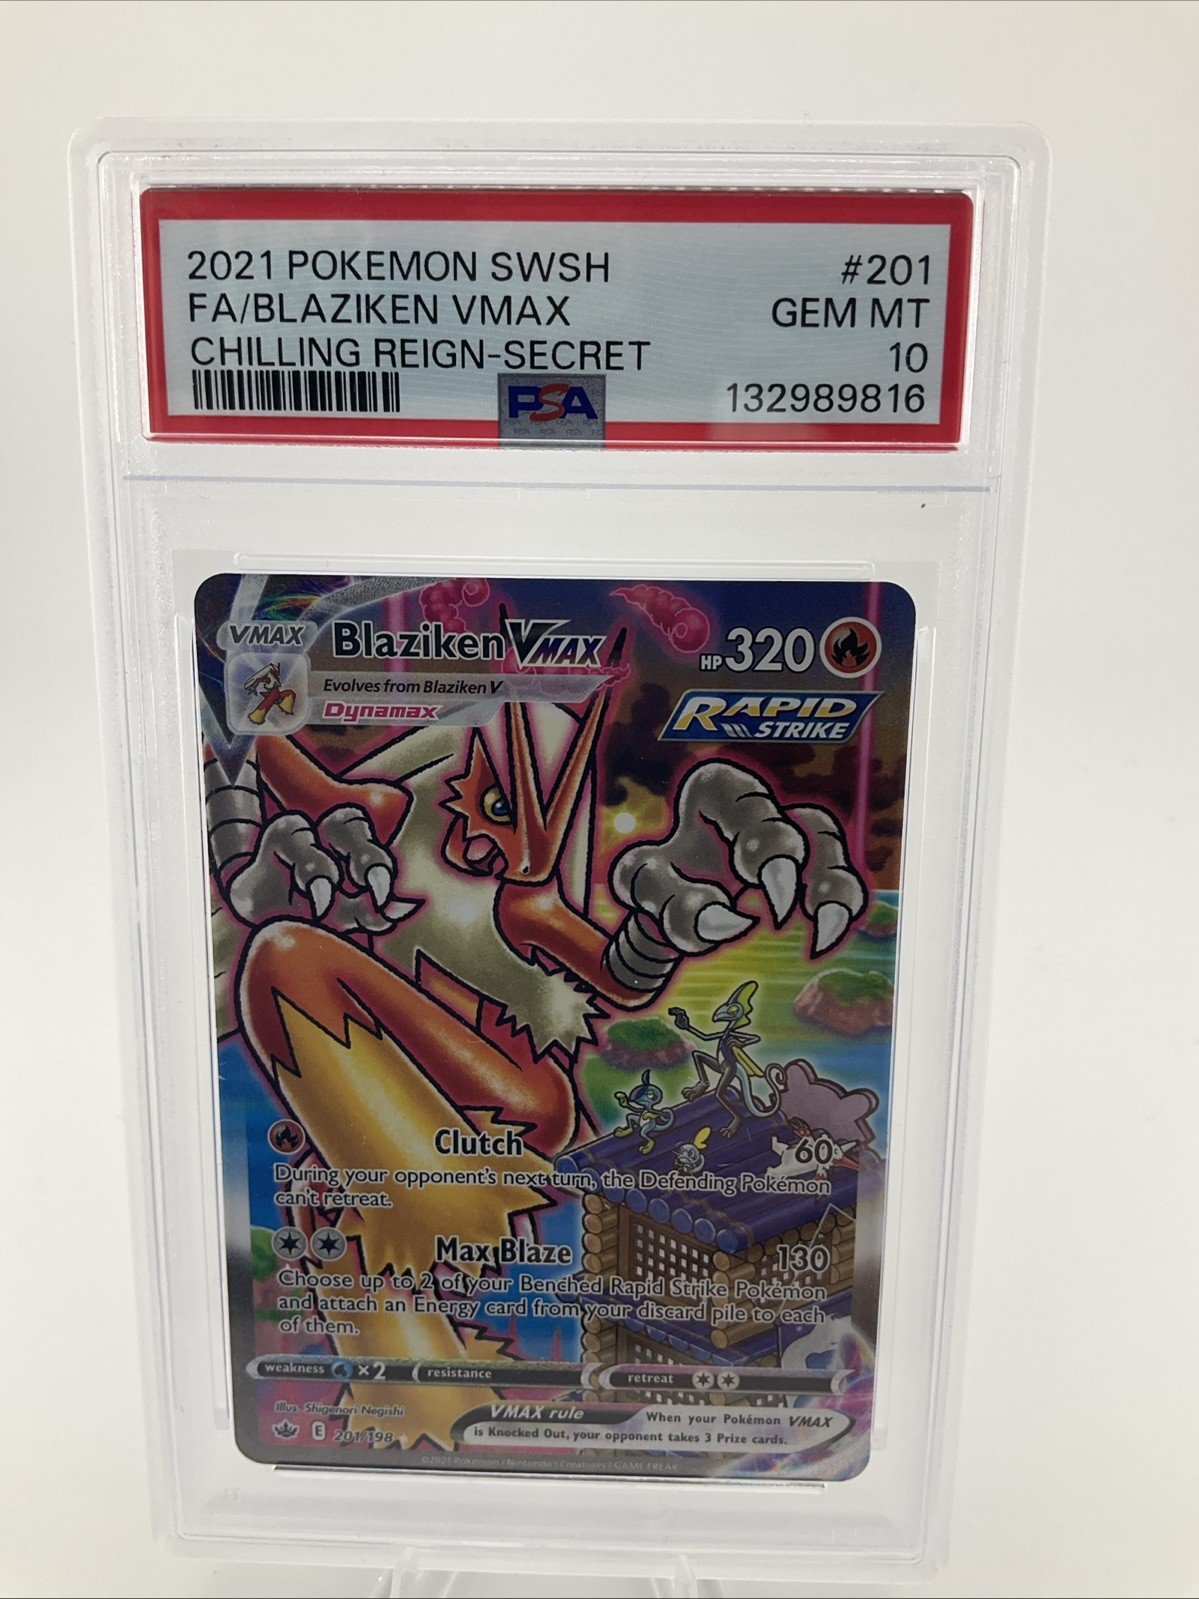 2021 POKEMON SWSH #201
FA/BLAZIKEN VMAX GEM MT
CHILLING REIGN-SECRET 10
PSA 132989816
VMAX Blaziken VMAX HP 320
Evolves from Blaziken V
Dynamax
RAPID
STRIKE
Clutch 60
During your opponent's next turn, the Defending Pokémon
can't retreat.
Max Blaze 130
Choose up to 2 of your Benched Rapid Strike Pokémon
and attach an Energy card from your discard pile to each
of them.
weakness ×2 resistance retreat
Illus. Shigenori Negishi
VMAX rule When your Pokémon VMAX
is Knocked Out, your opponent takes 3 Prize cards.
E 201/198
©2021 Pokémon / Nintendo / Creatures / GAME FREAK